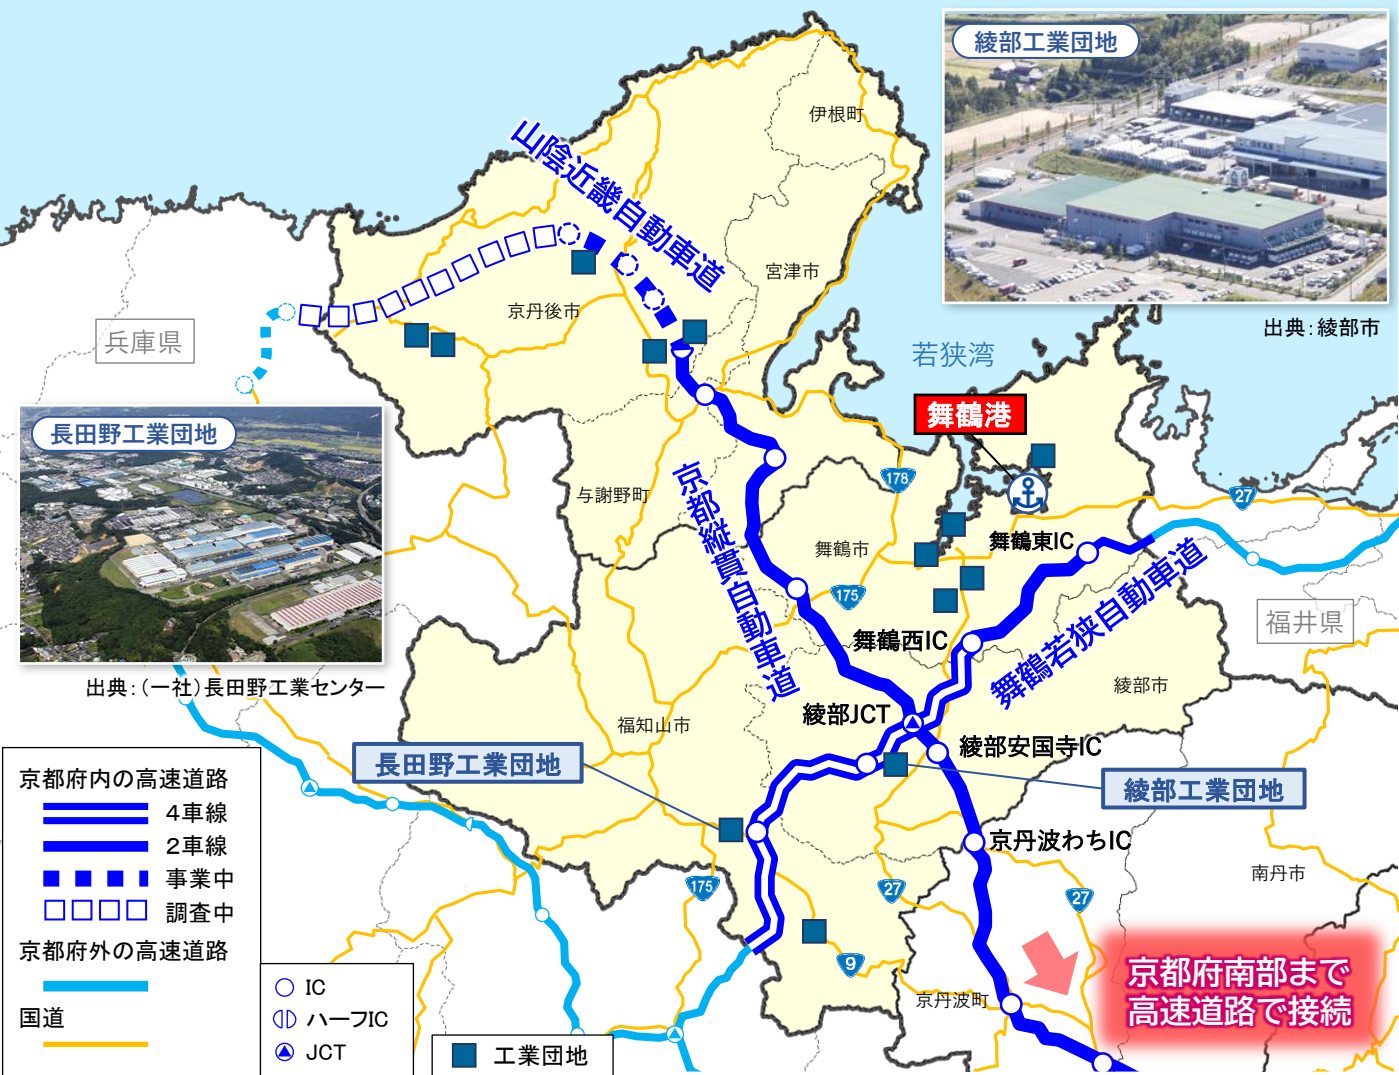 綾部工業団地
出典：綾部市
伊根町
山陰近畿自動車道
宮津市
京丹後市
兵庫県
若狭湾
舞鶴港
長田野工業団地
出典：（一社）長田野工業センター
与謝野町
京都縦貫自動車道
178
27
舞鶴市
舞鶴東IC
175
舞鶴西IC
舞鶴若狭自動車道
福井県
綾部市
福知山市
綾部JCT
綾部安国寺IC
長田野工業団地
綾部工業団地
京丹波わちIC
南丹市
175
27
27
9
京丹波町
京都府南部まで
高速道路で接続
京都府内の高速道路
4車線
2車線
事業中
調査中
京都府外の高速道路
国道
IC
ハーフIC
JCT
工業団地